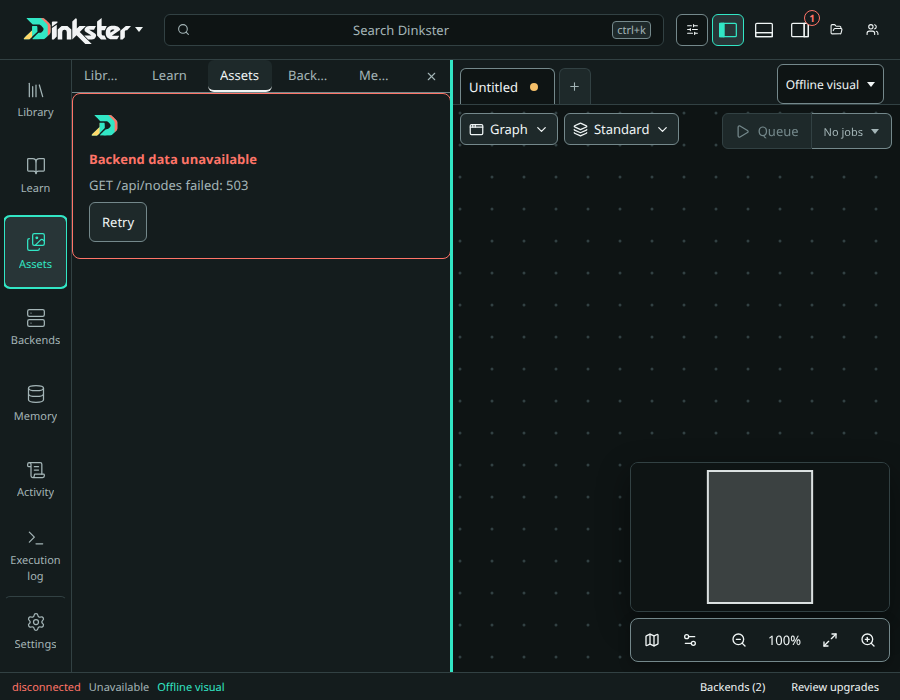 Dinkster
Search Dinkster
ctrl+k
1
Library
Learn
Assets
Backends
Memory
Activity
Execution
log
Settings
Libr...
Learn
Assets
Back...
Me...
Backend data unavailable
GET /api/nodes failed: 503
Retry
Untitled
Offline visual
Graph
Standard
Queue
No jobs
100%
disconnected
Unavailable
Offline visual
Backends (2)
Review upgrades